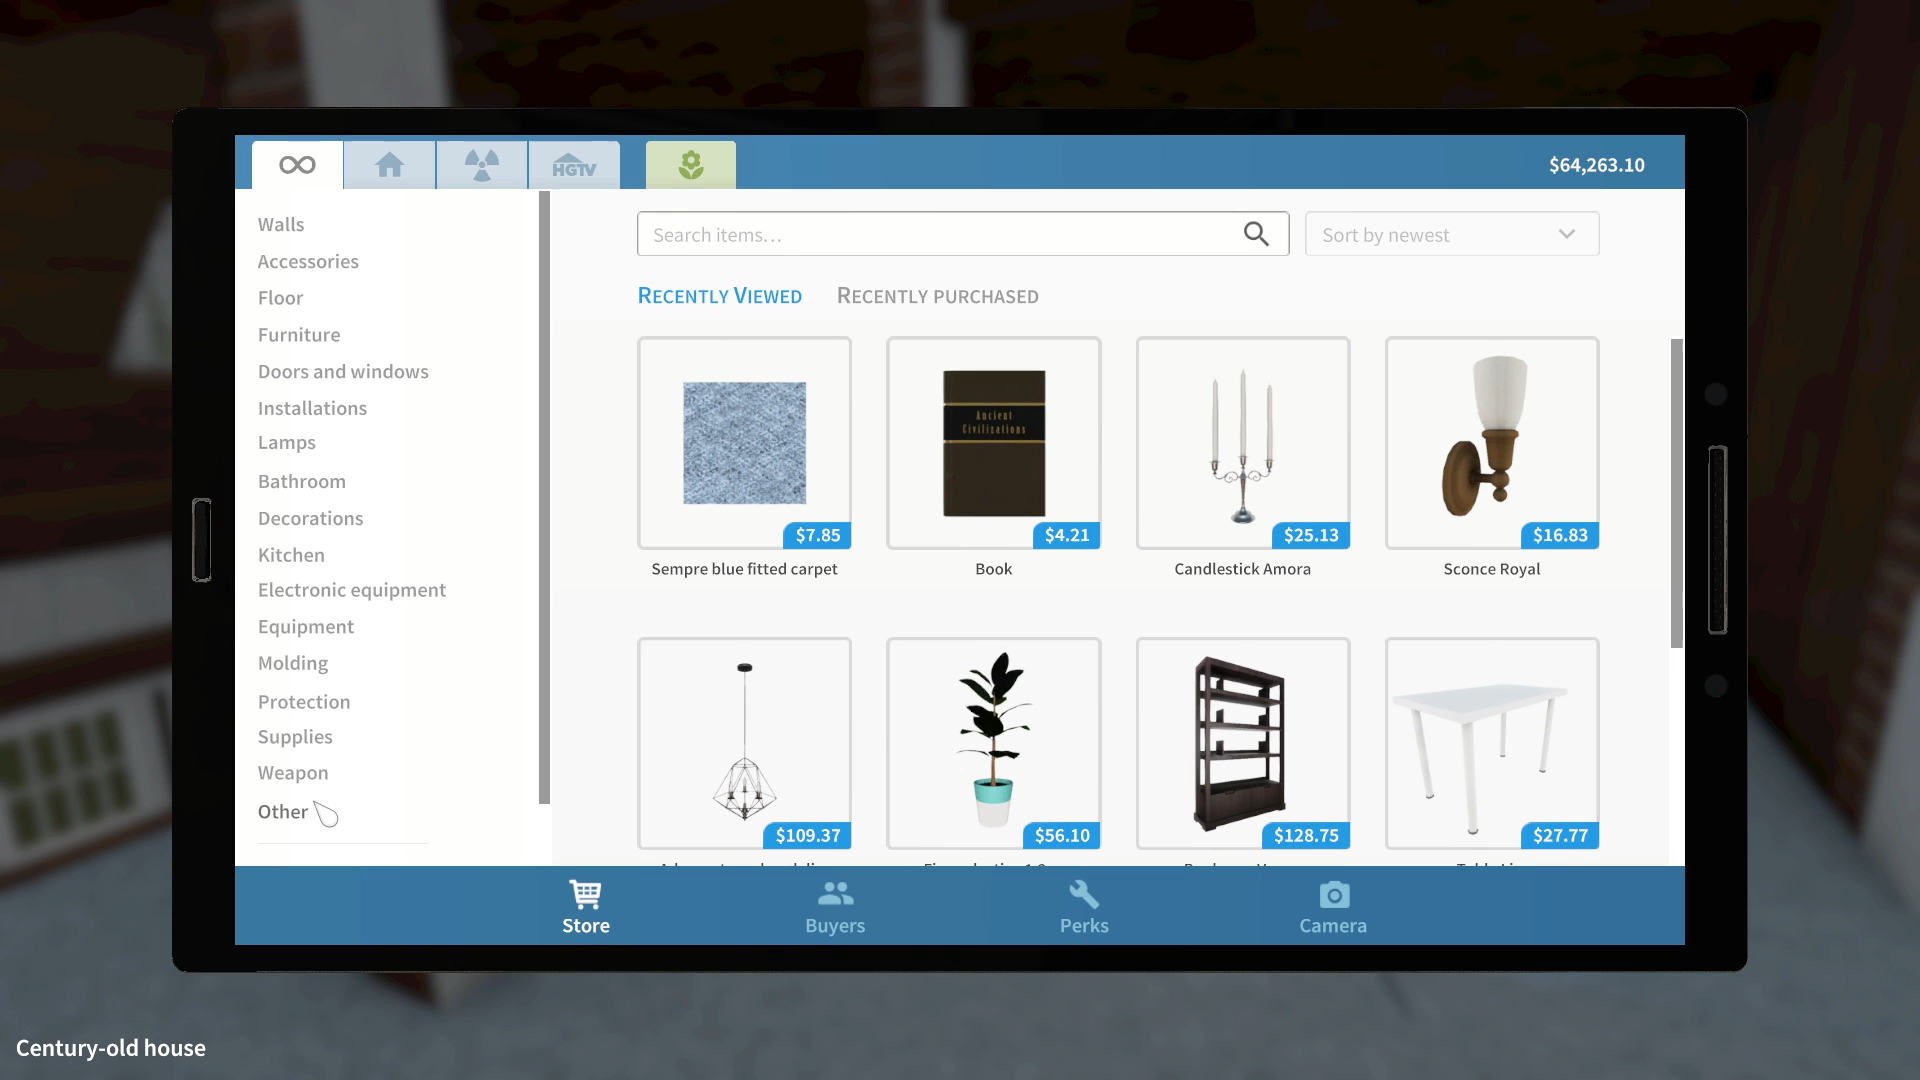 HGTV
$64,263.10
Walls
Accessories
Floor
Furniture
Doors and windows
Installations
Lamps
Bathroom
Decorations
Kitchen
Electronic equipment
Equipment
Molding
Protection
Supplies
Weapon
Other
Search items...
Sort by newest
RECENTLY VIEWED
RECENTLY PURCHASED
Ancient
Civilizations
$7.85
$4.21
$25.13
$16.83
Sempre blue fitted carpet
Book
Candlestick Amora
Sconce Royal
$109.37
$56.10
$128.75
$27.77
Store
Buyers
Perks
Camera
Century-old house